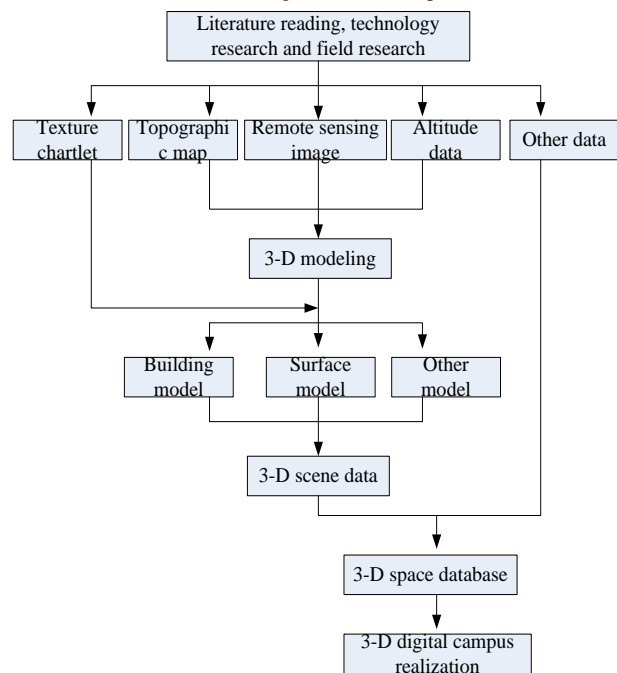 Literature reading, technology
research and field research
Texture
chartlet
Topographi
c map
Remote sensing
image
Altitude
data
Other data
3-D modeling
Building
model
Surface
model
Other
model
3-D scene data
3-D space database
3-D digital campus
realization